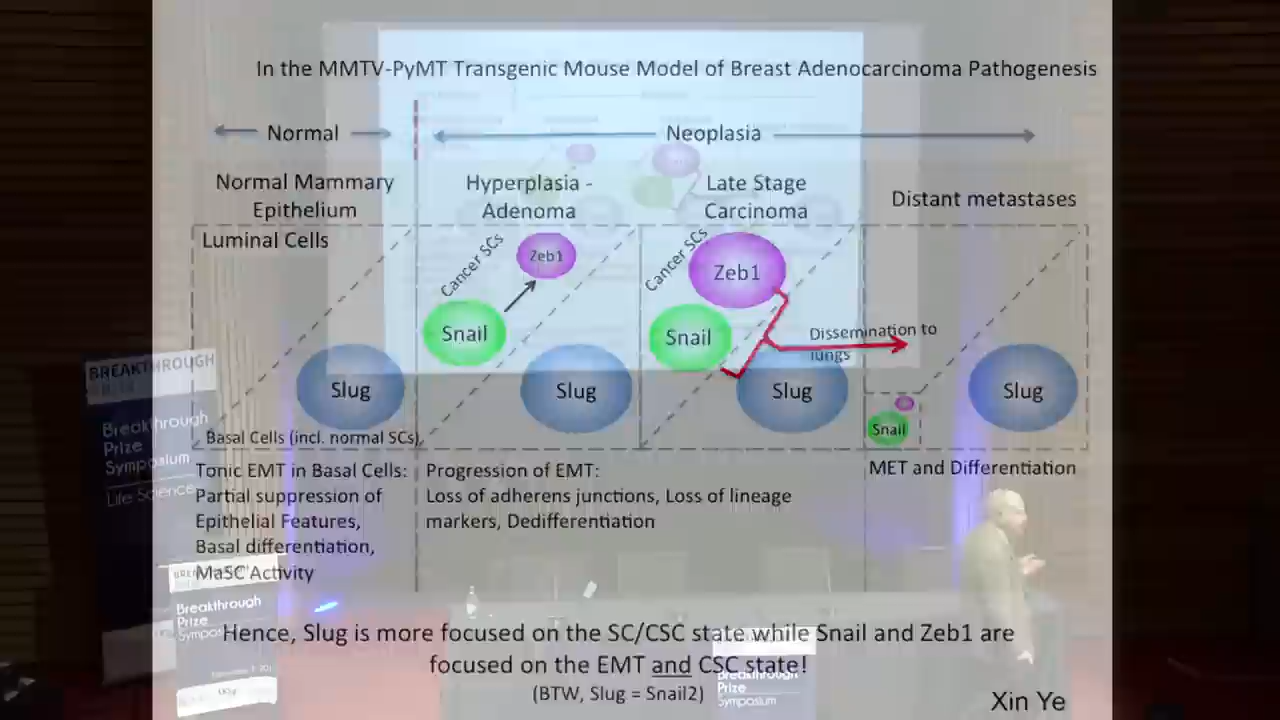 In the MMTV-PyMT Transgenic Mouse Model of Breast Adenocarcinoma Pathogenesis
Normal
Neoplasia
Normal Mammary
Epithelium
Hyperplasia -
Adenoma
Late Stage
Carcinoma
Distant metastases
Luminal Cells
Cancer SCs
Zeb1
Snail
Slug
Cancer SCs
Zeb1
Snail
Slug
Dissemination to
lungs
Slug
Snail
Slug
Basal Cells (incl. normal SCs)
Tonic EMT in Basal Cells:
Partial suppression of
Epithelial Features,
Basal differentiation,
MaSC Activity
Progression of EMT:
Loss of adherens junctions, Loss of lineage
markers, Dedifferentiation
MET and Differentiation
Hence, Slug is more focused on the SC/CSC state while Snail and Zeb1 are
focused on the EMT and CSC state!
(BTW, Slug = Snail2)
Xin Ye
BREAKTHROUGH
Breakthrough
Prize
Symposium
Life Science
Breakthrough
Prize
Breakthrough
Prize
Symposium